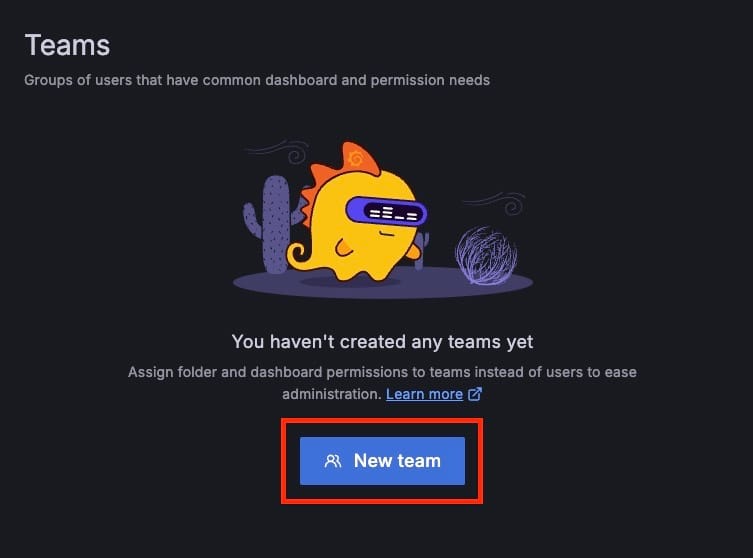 Teams
Groups of users that have common dashboard and permission needs
You haven't created any teams yet
Assign folder and dashboard permissions to teams instead of users to ease
administration. Learn more
New team